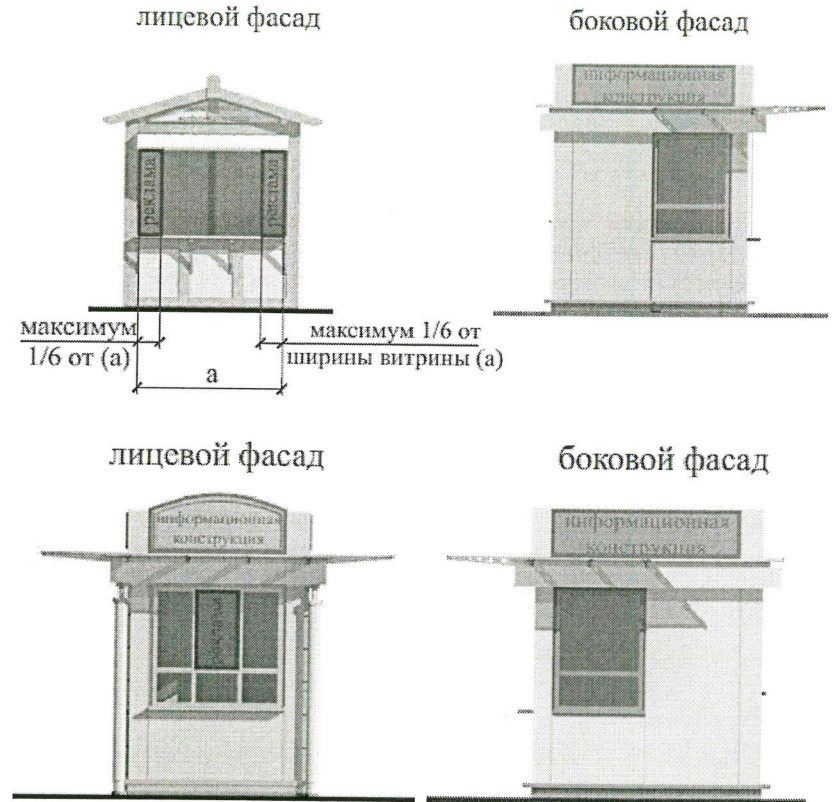 лицевой фасад
боковой фасад
информационная
конструкция
реклама
реклама
максимум
1/6 от (а)
максимум 1/6 от
ширины витрины (а)
а
лицевой фасад
боковой фасад
информационная
конструкция
реклама
информационная
конструкция